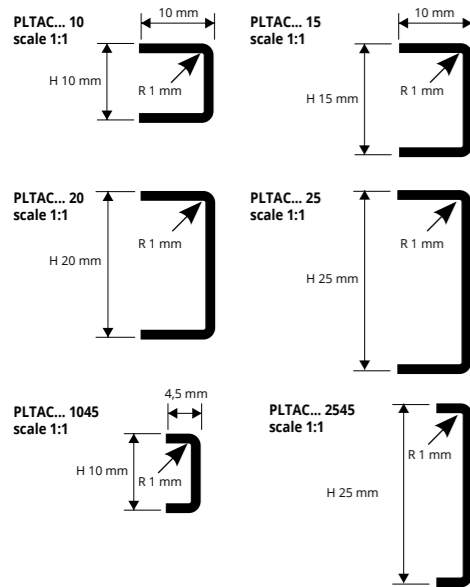 10 mm
PLTAC... 10
scale 1:1
H 10 mm
R 1 mm
10 mm
PLTAC... 15
scale 1:1
H 15 mm
R 1 mm
PLTAC... 20
scale 1:1
H 20 mm
R 1 mm
PLTAC... 25
scale 1:1
H 25 mm
R 1 mm
4,5 mm
PLTAC... 1045
scale 1:1
H 10 mm
R 1 mm
PLTAC... 2545
scale 1:1
H 25 mm
R 1 mm